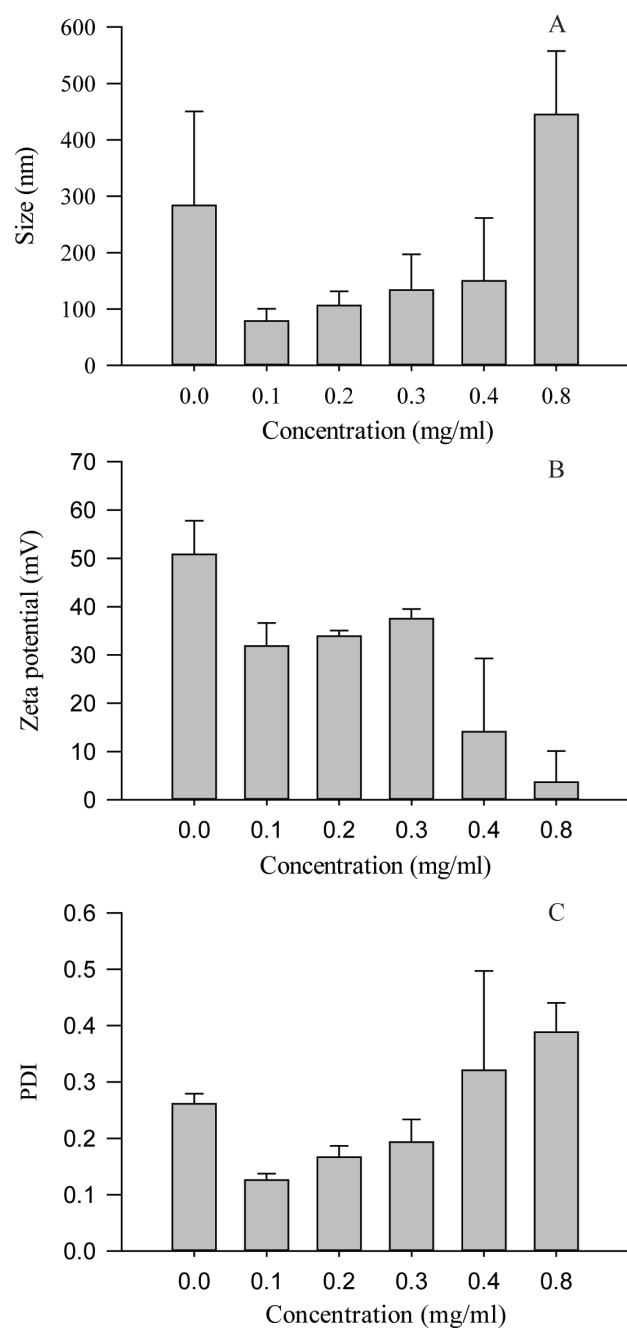 A
600
500
400
300
200
100
0
Size (nm)
0.0 0.1 0.2 0.3 0.4 0.8
Concentration (mg/ml)
B
70
60
50
40
30
20
10
0
Zeta potential (mV)
0.0 0.1 0.2 0.3 0.4 0.8
Concentration (mg/ml)
C
0.6
0.5
0.4
0.3
0.2
0.1
0.0
PDI
0.0 0.1 0.2 0.3 0.4 0.8
Concentration (mg/ml)